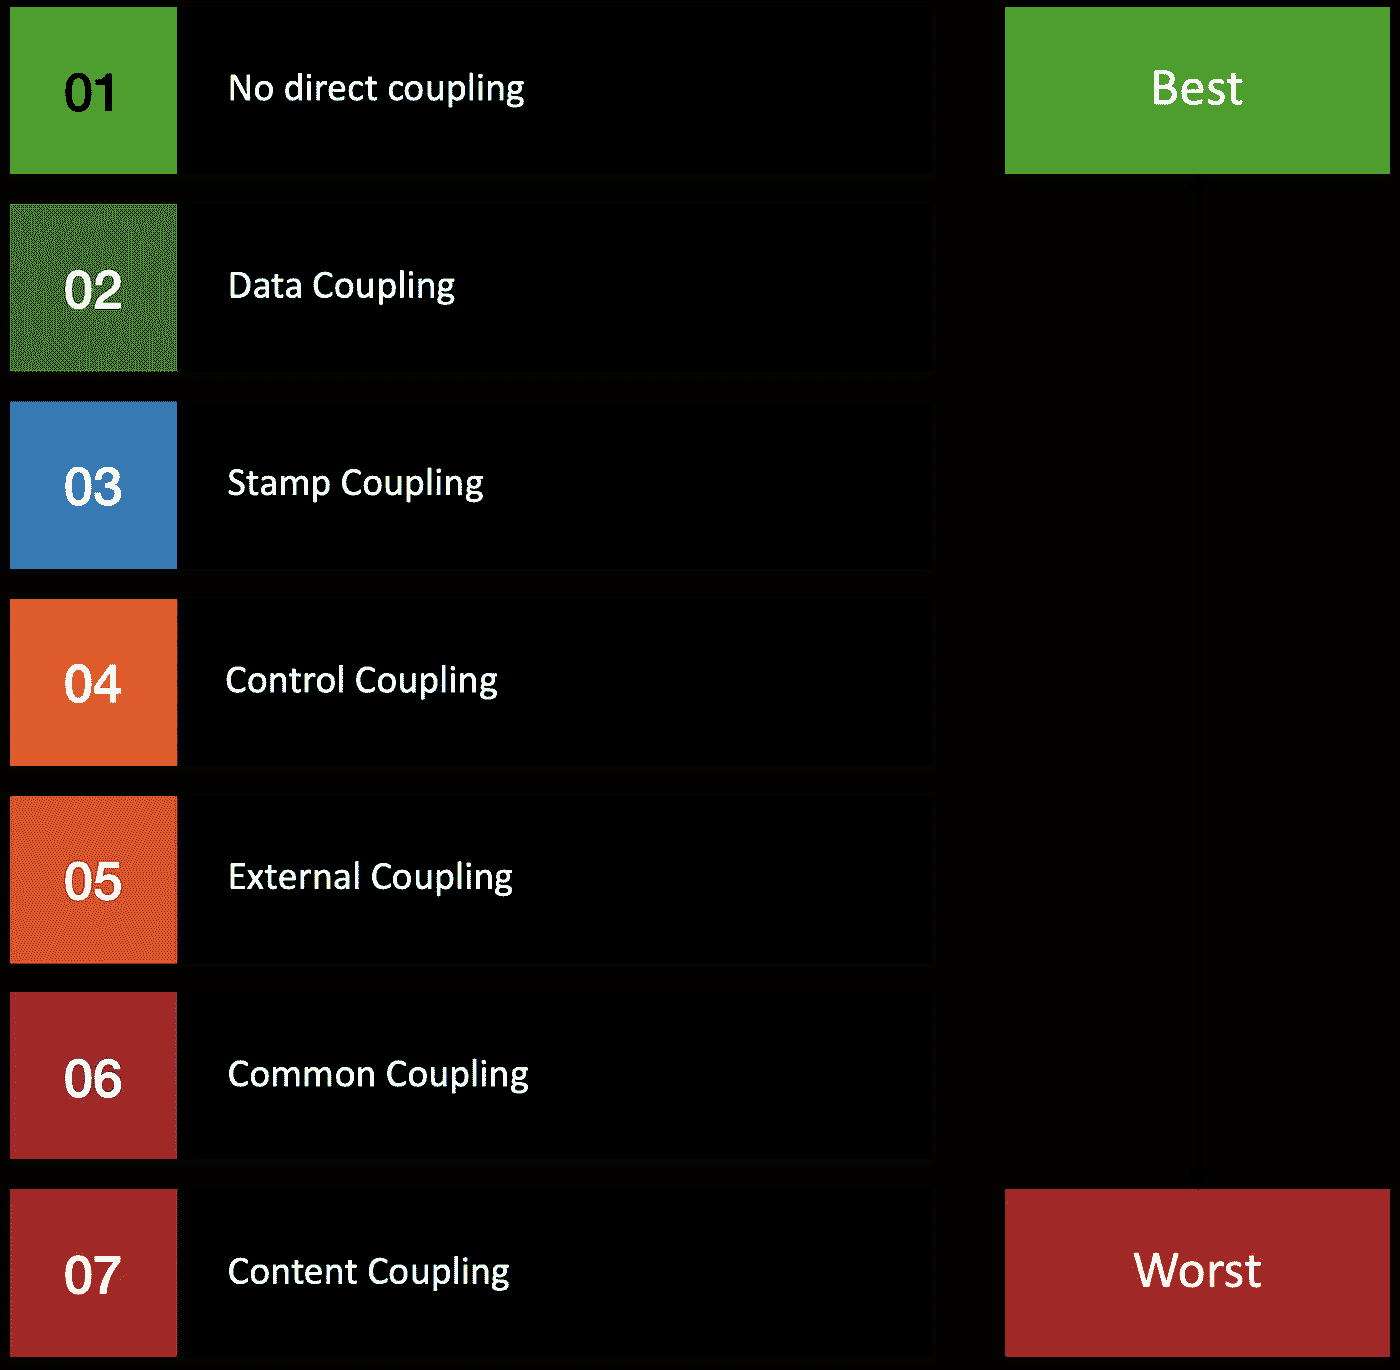 01
No direct coupling
Best
02
Data Coupling
03
Stamp Coupling
04
Control Coupling
05
External Coupling
06
Common Coupling
07
Content Coupling
Worst